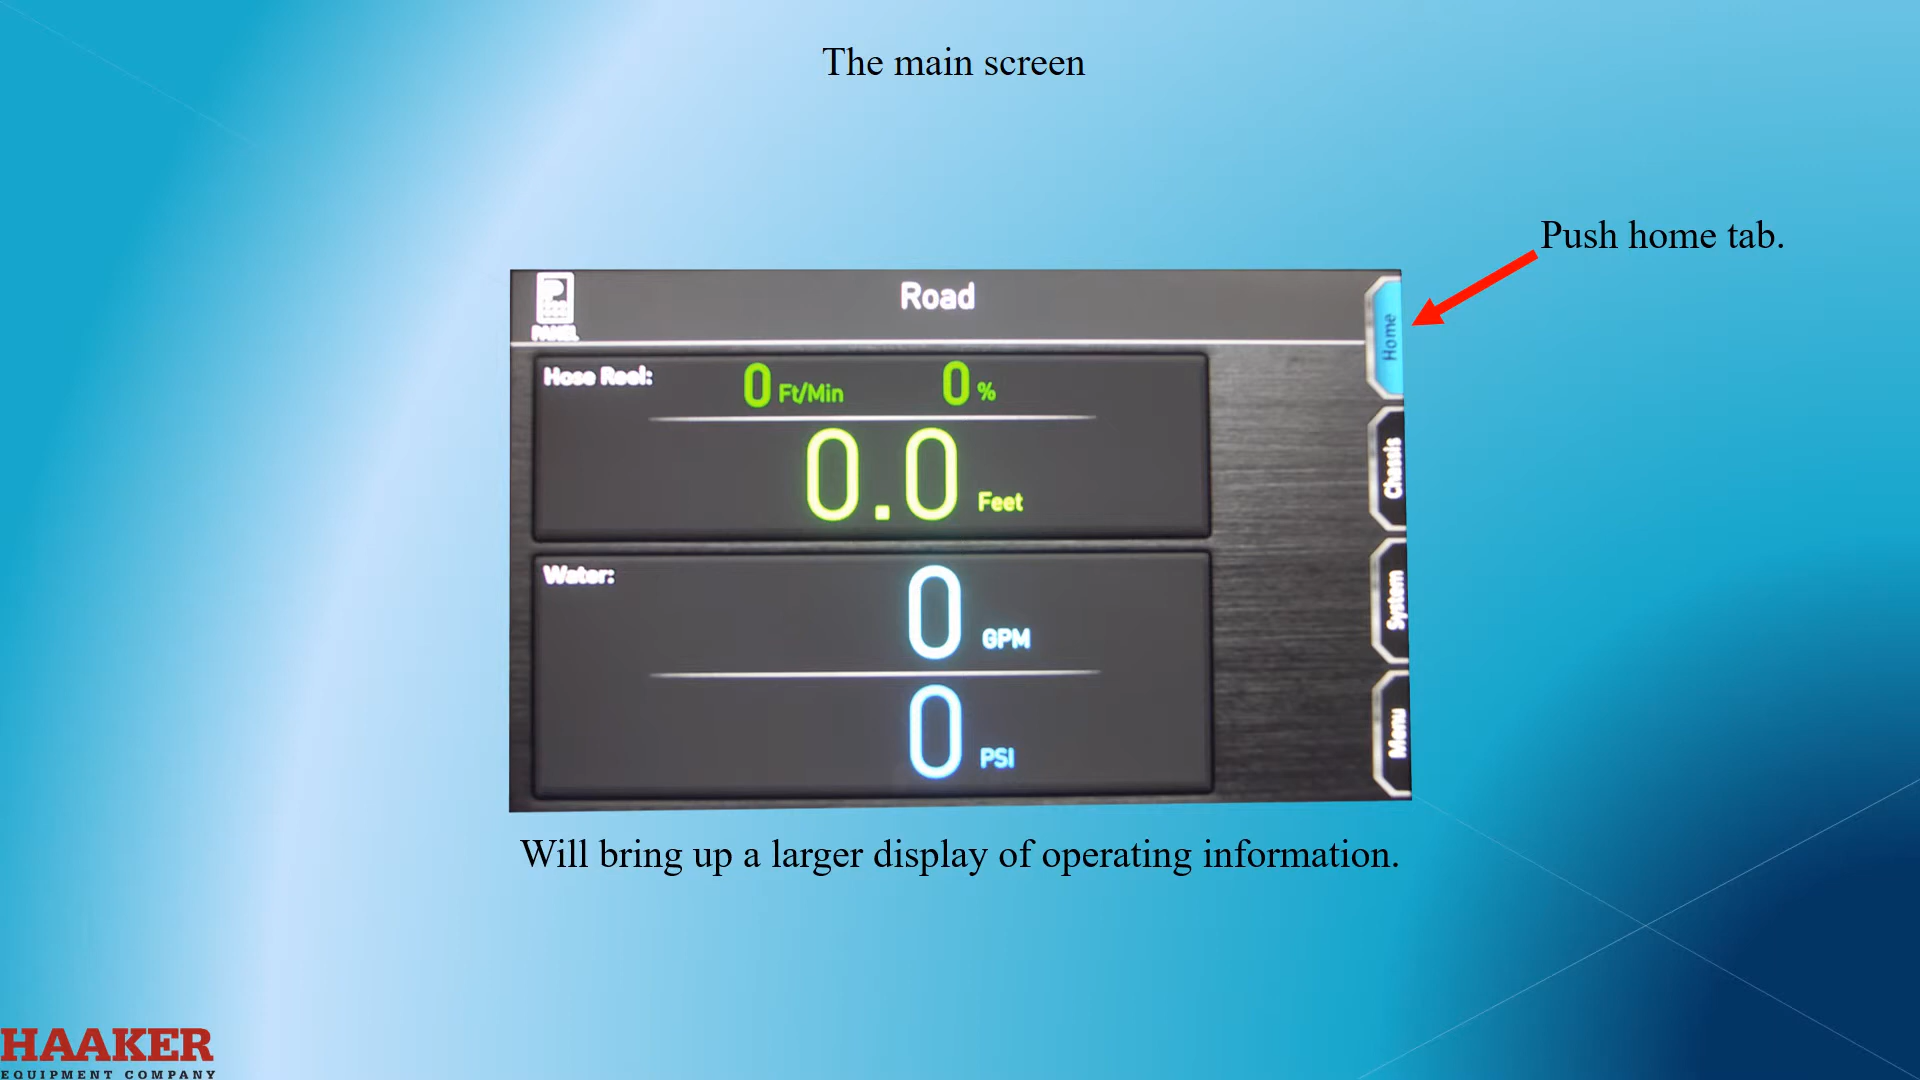 The main screen
Push home tab.
PANEL
Road
Home
Hose Reel:
0 Ft/Min 0 %
0.0 Feet
Chassis
Water:
0 GPM
System
0 PSI
Menu
Will bring up a larger display of operating information.
HAAKER
EQUIPMENT COMPANY